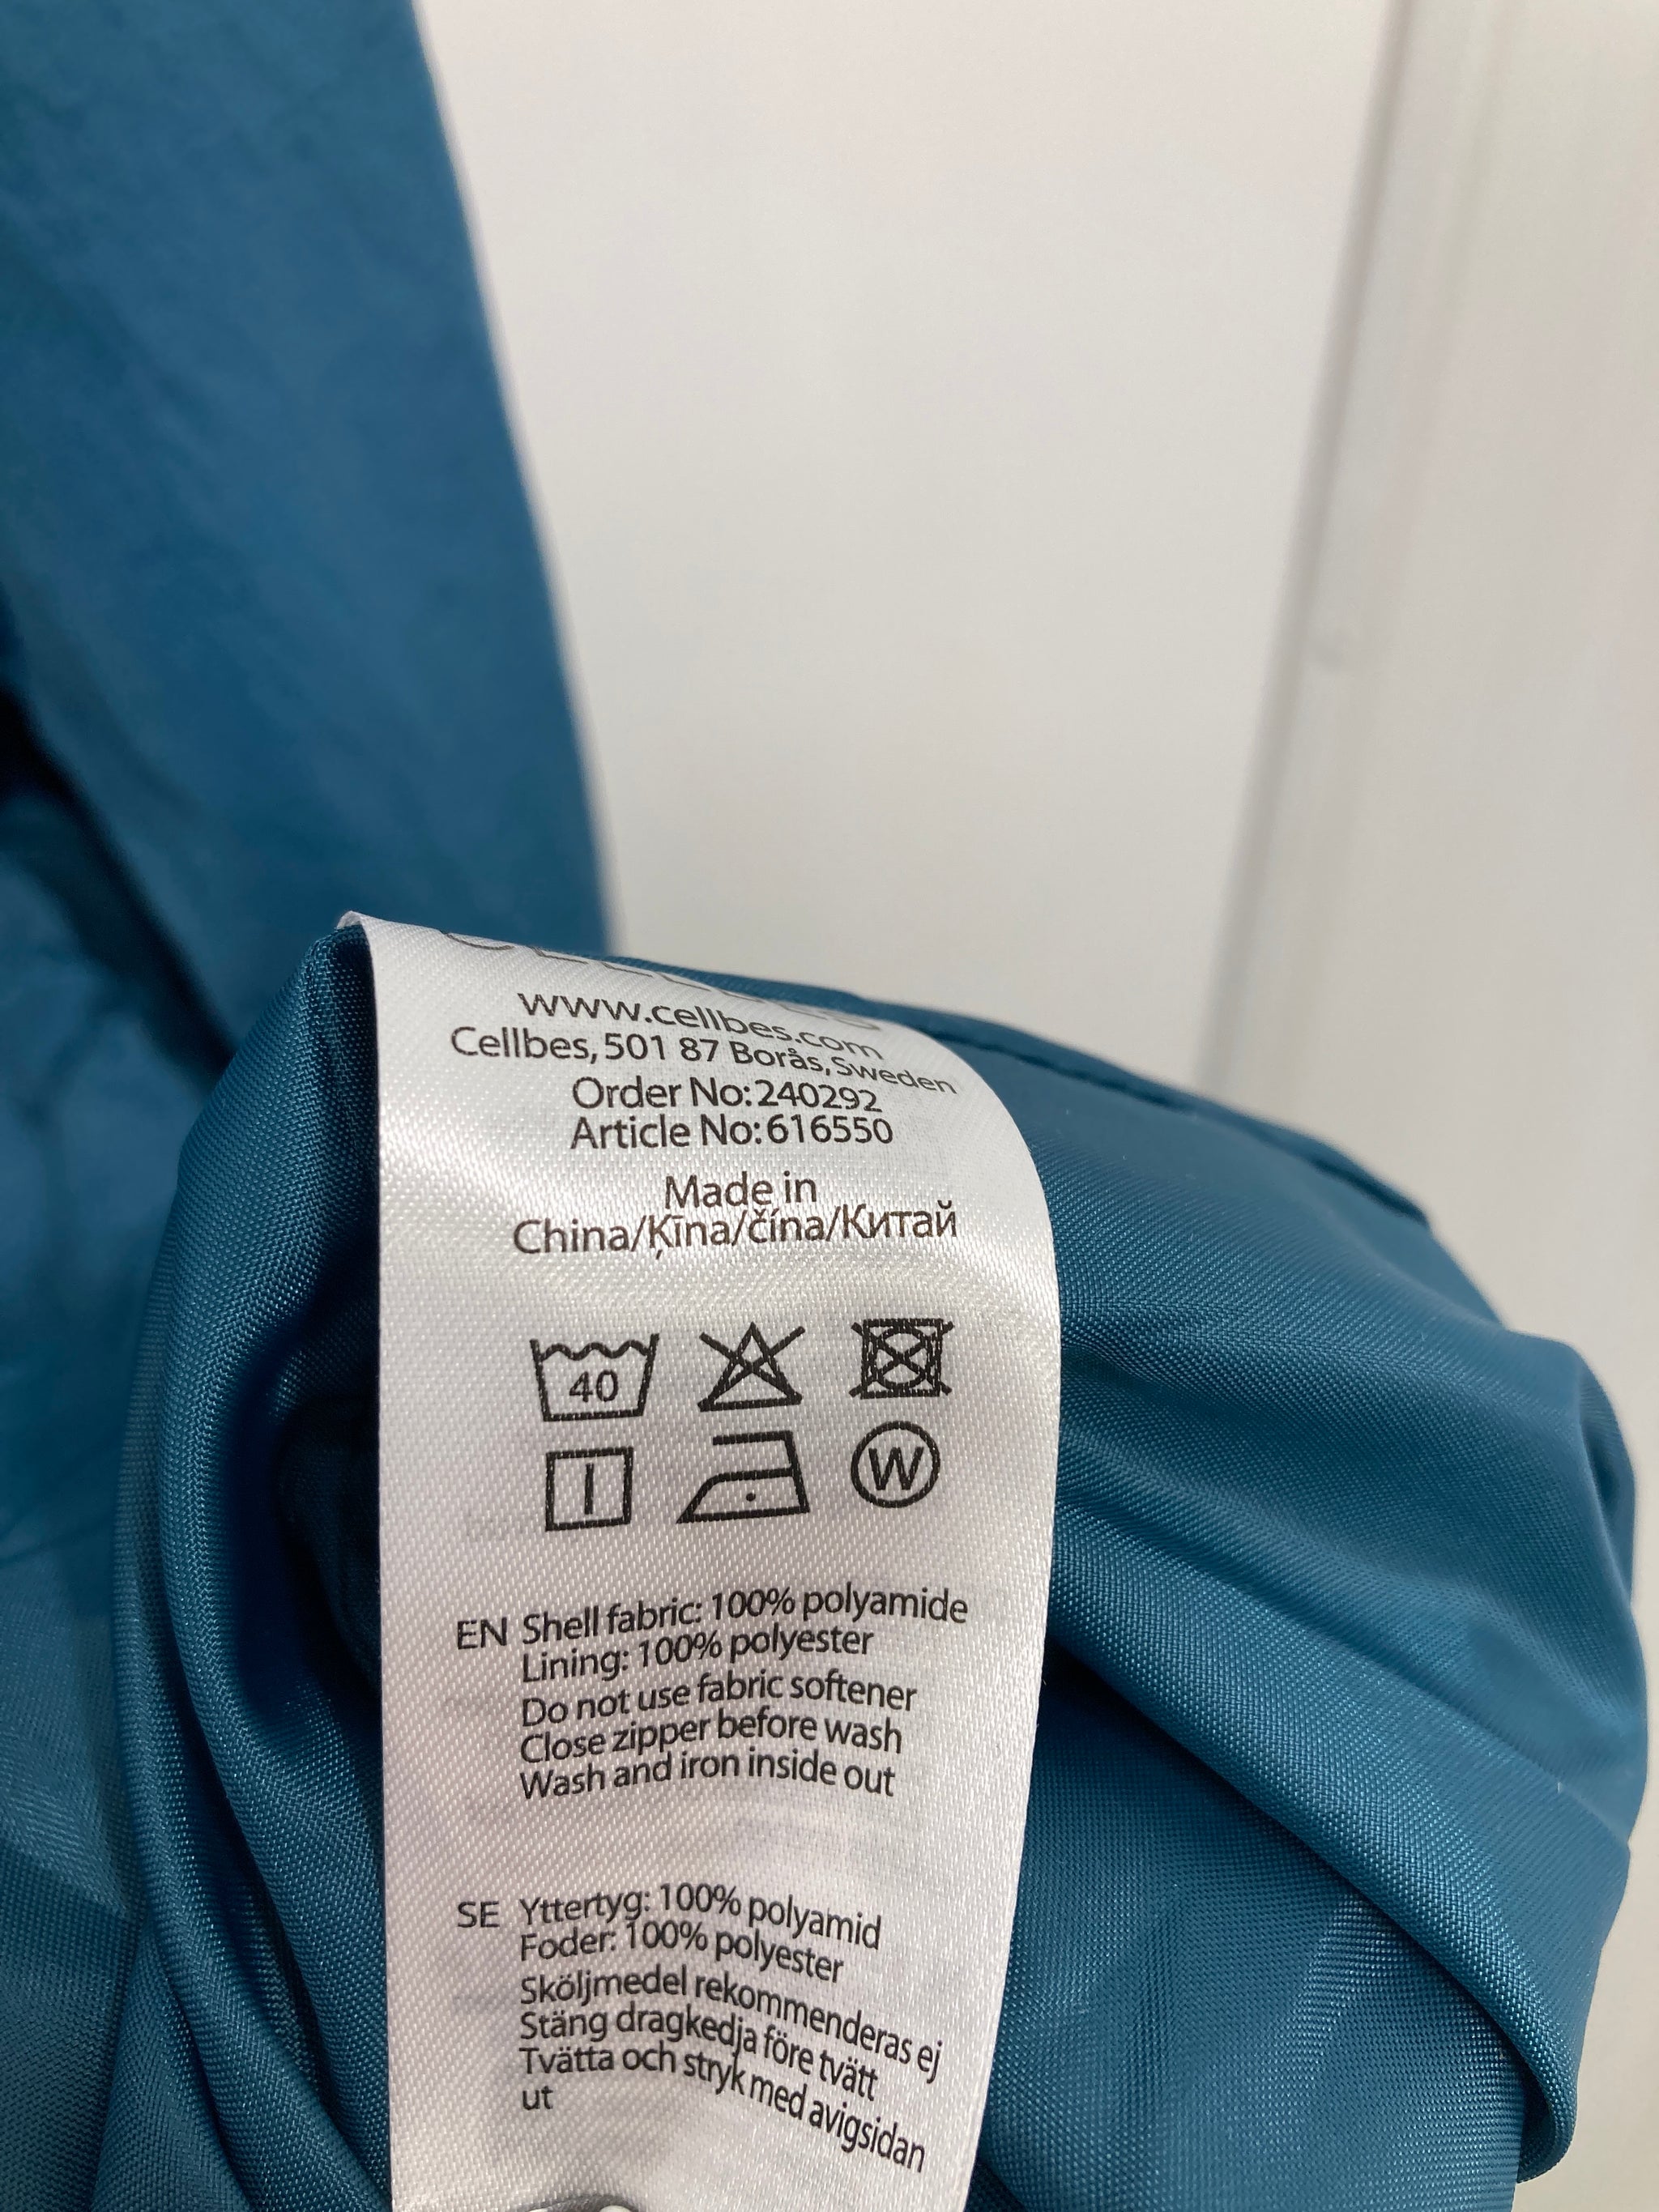 www.cellbes.com
Cellbes, 501 87 Borås, Sweden
Order No: 240292
Article No: 616550
Made in
China/Ķīna/čína/Китай
40
W
EN Shell fabric: 100% polyamide
Lining: 100% polyester
Do not use fabric softener
Close zipper before wash
Wash and iron inside out
SE Yttertyg: 100% polyamid
Foder: 100% polyester
Sköljmedel rekommenderas ej
Stäng dragkedja före tvätt
Tvätta och stryk med avigsidan
ut